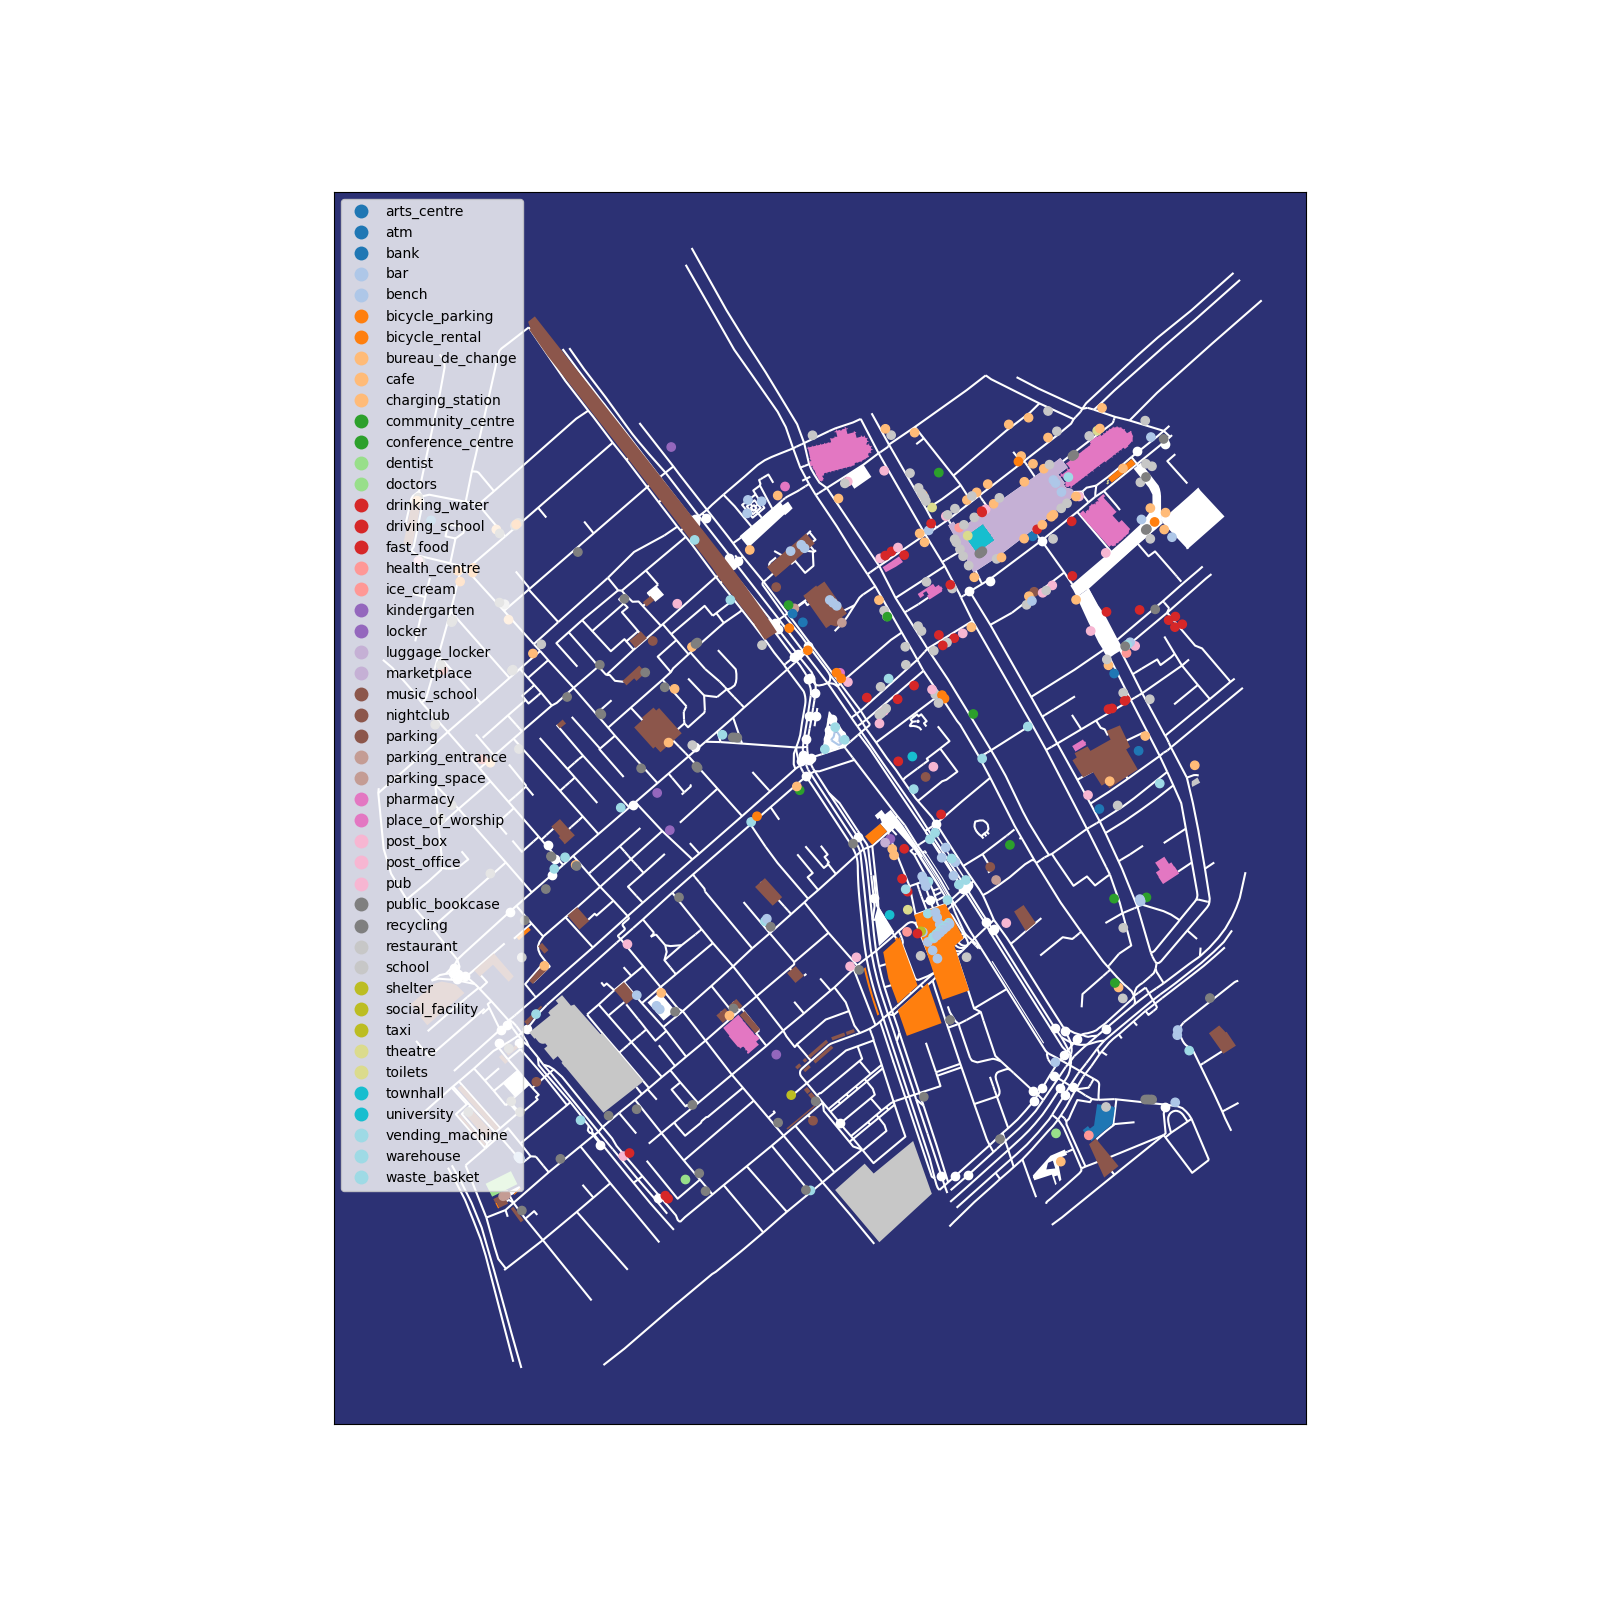 arts_centre
atm
bank
bar
bench
bicycle_parking
bicycle_rental
bureau_de_change
cafe
charging_station
community_centre
conference_centre
dentist
doctors
drinking_water
driving_school
fast_food
health_centre
ice_cream
kindergarten
locker
luggage_locker
marketplace
music_school
nightclub
parking
parking_entrance
parking_space
pharmacy
place_of_worship
post_box
post_office
pub
public_bookcase
recycling
restaurant
school
shelter
social_facility
taxi
theatre
toilets
townhall
university
vending_machine
warehouse
waste_basket